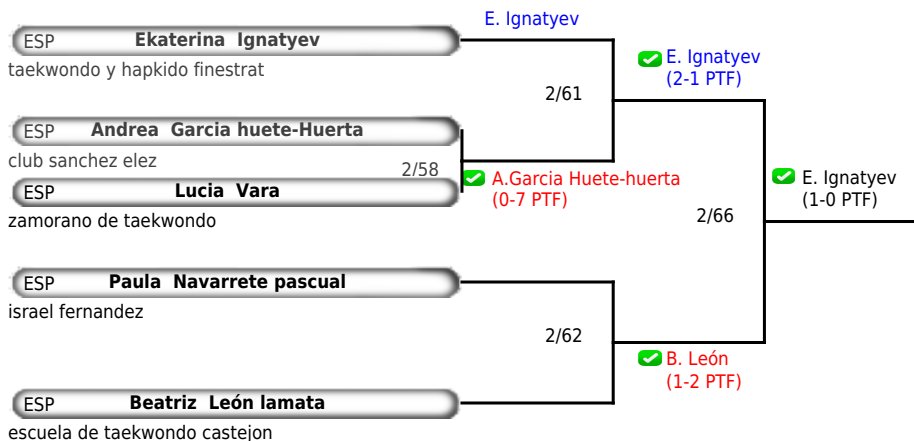 E. Ignatyev
ESP Ekaterina Ignatyev
taekwondo y hapkido finestrat
E. Ignatyev
(2-1 PTF)
2/61
ESP Andrea Garcia huete-Huerta
club sanchez elez
2/58
A.Garcia Huete-huerta
(0-7 PTF)
E. Ignatyev
(1-0 PTF)
ESP Lucia Vara
zamorano de taekwondo
2/66
ESP Paula Navarrete pascual
israel fernandez
2/62
B. León
(1-2 PTF)
ESP Beatriz León lamata
escuela de taekwondo castejon